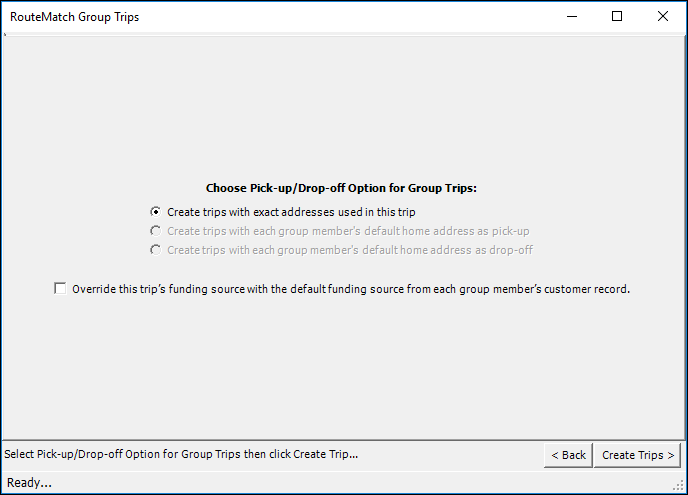 RouteMatch Group Trips
Choose Pick-up/Drop-off Option for Group Trips:
Create trips with exact addresses used in this trip
Create trips with each group member's default home address as pick-up
Create trips with each group member's default home address as drop-off
Override this trip's funding source with the default funding source from each group member's customer record.
Select Pick-up/Drop-off Option for Group Trips then click Create Trip...
< Back
Create Trips >
Ready...